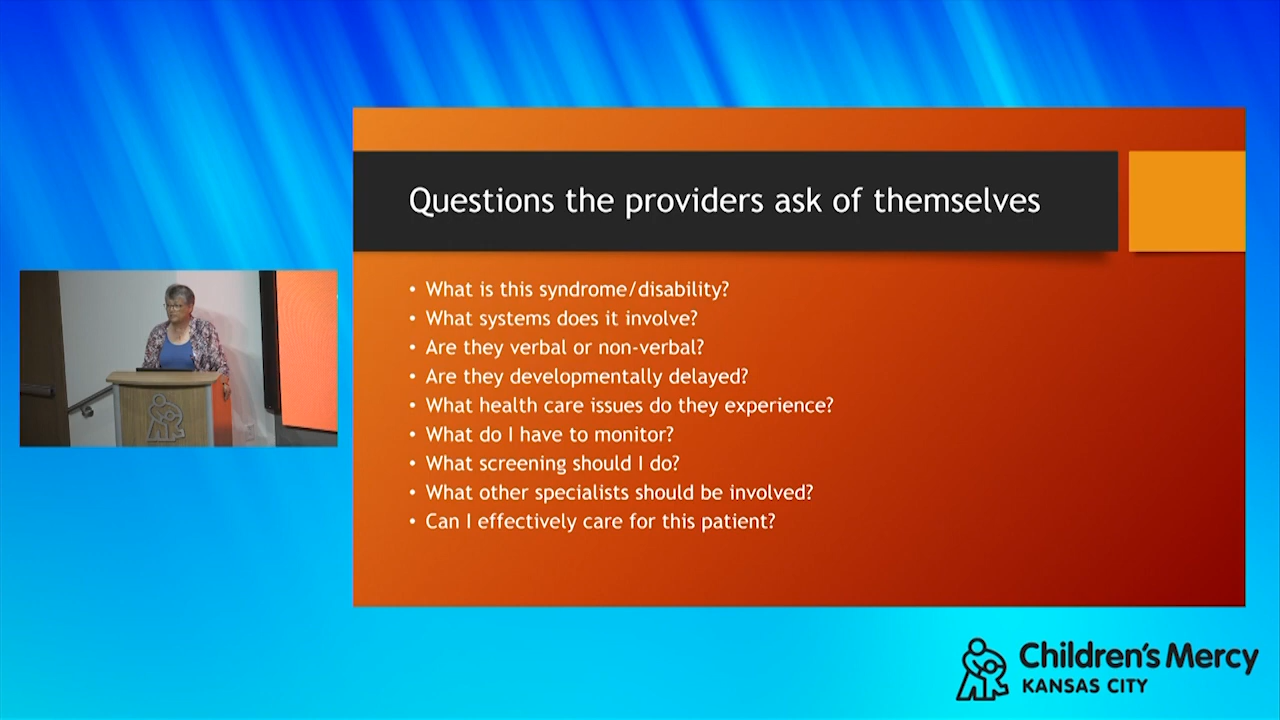 Questions the providers ask of themselves
• What is this syndrome/disability?
• What systems does it involve?
• Are they verbal or non-verbal?
• Are they developmentally delayed?
• What health care issues do they experience?
• What do I have to monitor?
• What screening should I do?
• What other specialists should be involved?
• Can I effectively care for this patient?
Children's Mercy
KANSAS CITY